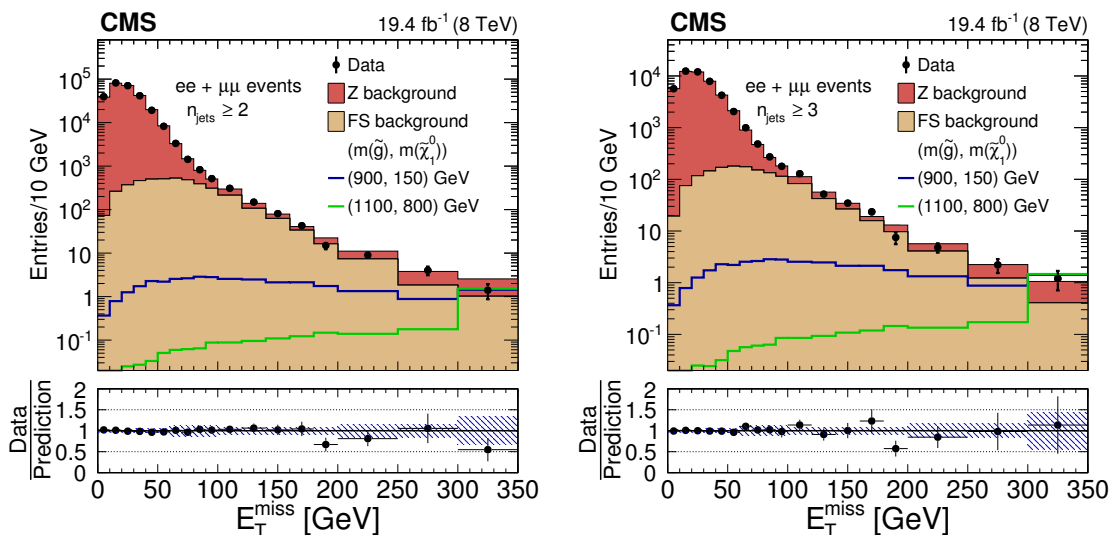 CMS 19.4 fb⁻¹ (8 TeV)
Entries/10 GeV
10⁵
10⁴
10³
10²
10
1
10⁻¹
ee + μμ events
n_jets ≥ 2
Data
Z background
FS background
(m(g̃), m(χ̃⁰₁))
(900, 150) GeV
(1100, 800) GeV
Data
Prediction
2
1.5
1
0.5
0
0 50 100 150 200 250 300 350
E_T^miss [GeV]
CMS 19.4 fb⁻¹ (8 TeV)
Entries/10 GeV
10⁴
10³
10²
10
1
10⁻¹
ee + μμ events
n_jets ≥ 3
Data
Z background
FS background
(m(g̃), m(χ̃⁰₁))
(900, 150) GeV
(1100, 800) GeV
Data
Prediction
2
1.5
1
0.5
0
0 50 100 150 200 250 300 350
E_T^miss [GeV]